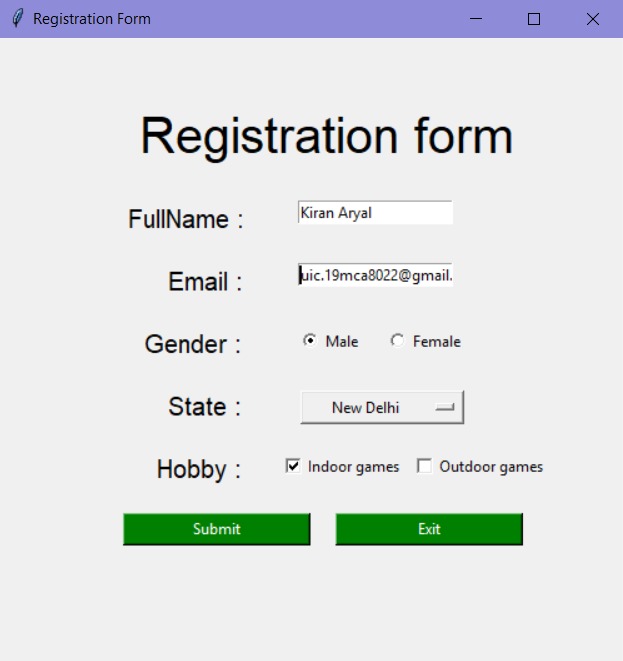 Registration Form
Registration form
FullName : Kiran Aryal
Email : uic.19mca8022@gmail.
Gender : Male Female
State : New Delhi
Hobby : Indoor games Outdoor games
Submit Exit